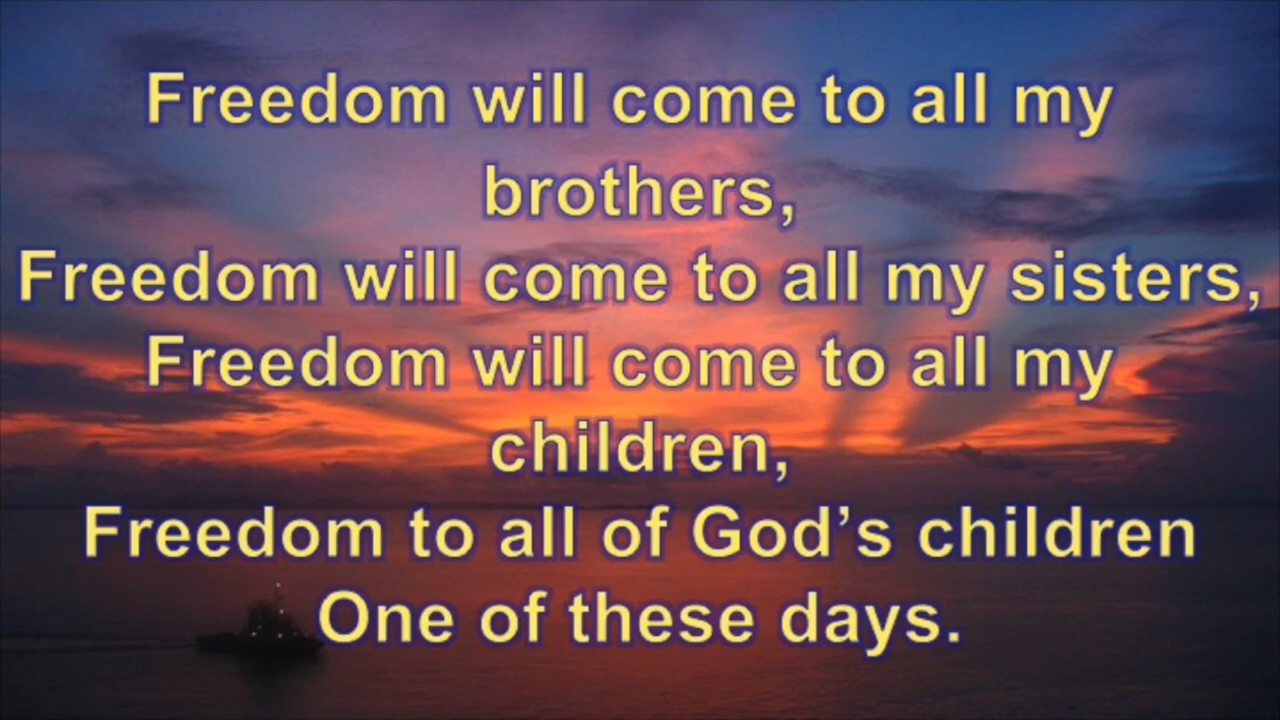 Freedom will come to all my
brothers,
Freedom will come to all my sisters,
Freedom will come to all my
children,
Freedom to all of God’s children
One of these days.